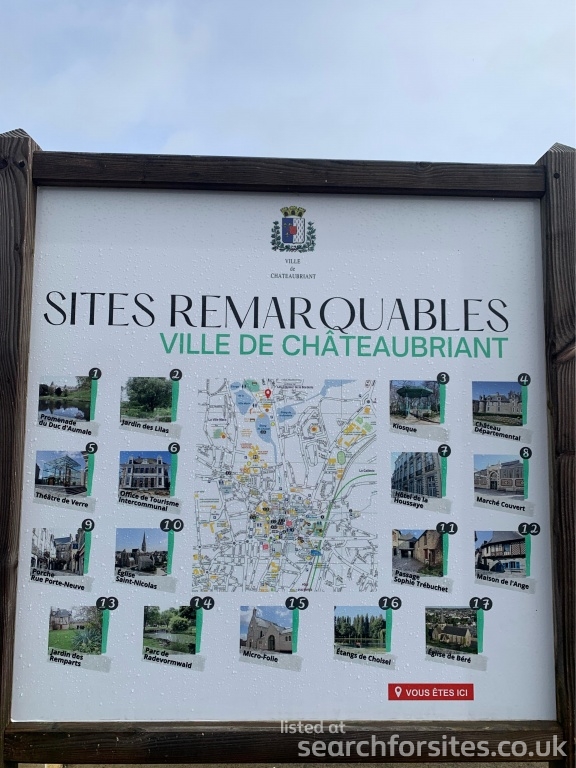 VILLE
de
CHATEAUBRIANT
SITES REMARQUABLES
VILLE DE CHÂTEAUBRIANT
1
Promenade
du Duc d'Aumale
2
Jardin des Lilas
3
Kiosque
4
Château
Départemental
5
Théâtre de Verre
6
Office de Tourisme
Intercommunal
7
Hôtel de la
Houssaye
8
Marché Couvert
9
Porche
Rue Porte-Neuve
10
Église
Saint-Nicolas
11
Passage
Sophie Trébuchet
12
Maison de l'Ange
13
Jardin des
Remparts
14
Parc de
Radevormwald
15
Micro-Folie
16
Étangs de Choisel
17
Église de Béré
VOUS ÊTES ICI
listed at
searchforsites.co.uk